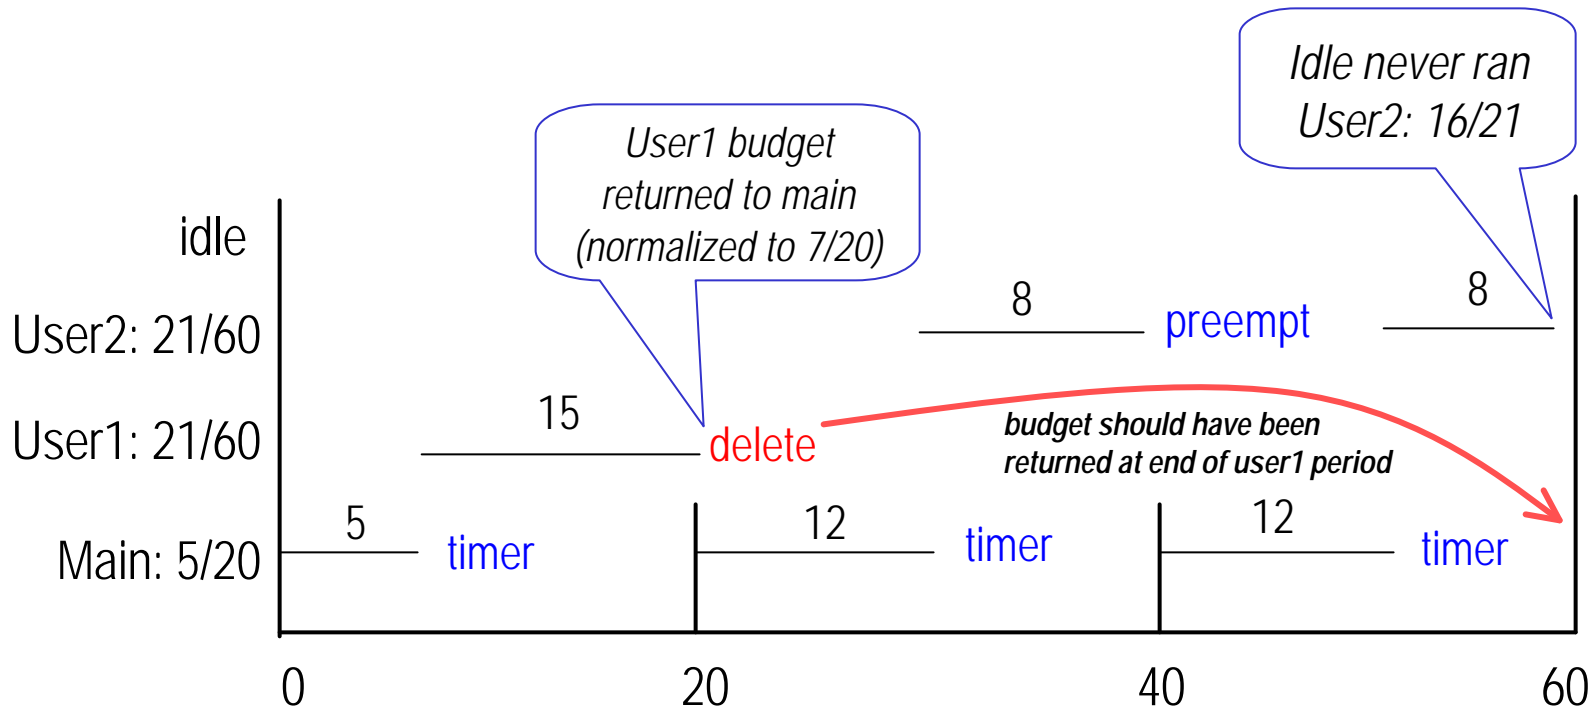 Idle never ran
User2: 16/21
User1 budget
returned to main
(normalized to 7/20)
idle
User2: 21/60
8
preempt
8
User1: 21/60
15
delete
budget should have been
returned at end of user1 period
Main: 5/20
5
timer
12
timer
12
timer
0
20
40
60